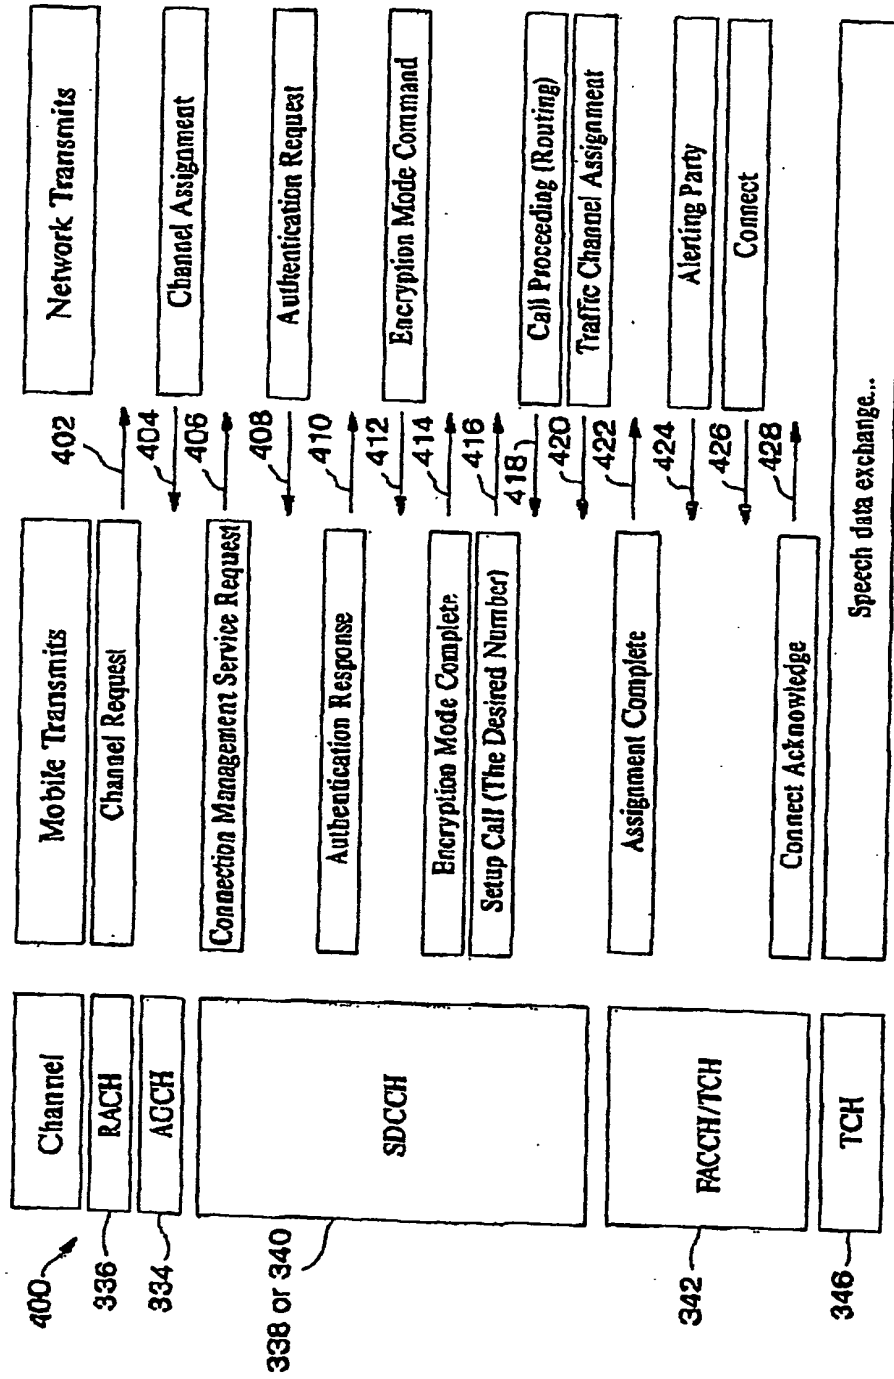 400
Channel
Mobile Transmits
Network Transmits
336
RACH
Channel Request
402
334
AGCH
404
Channel Assignment
338 or 340
SDCCH
Connection Management Service Request
406
408
Authentication Request
Authentication Response
410
412
Encryption Mode Command
Encryption Mode Complete
414
Setup Call (The Desired Number)
416
418
Call Proceeding (Routing)
420
Traffic Channel Assignment
342
FACCH/TCH
Assignment Complete
422
424
Alerting Party
426
Connect
Connect Acknowledge
428
346
TCH
Speech data exchange...